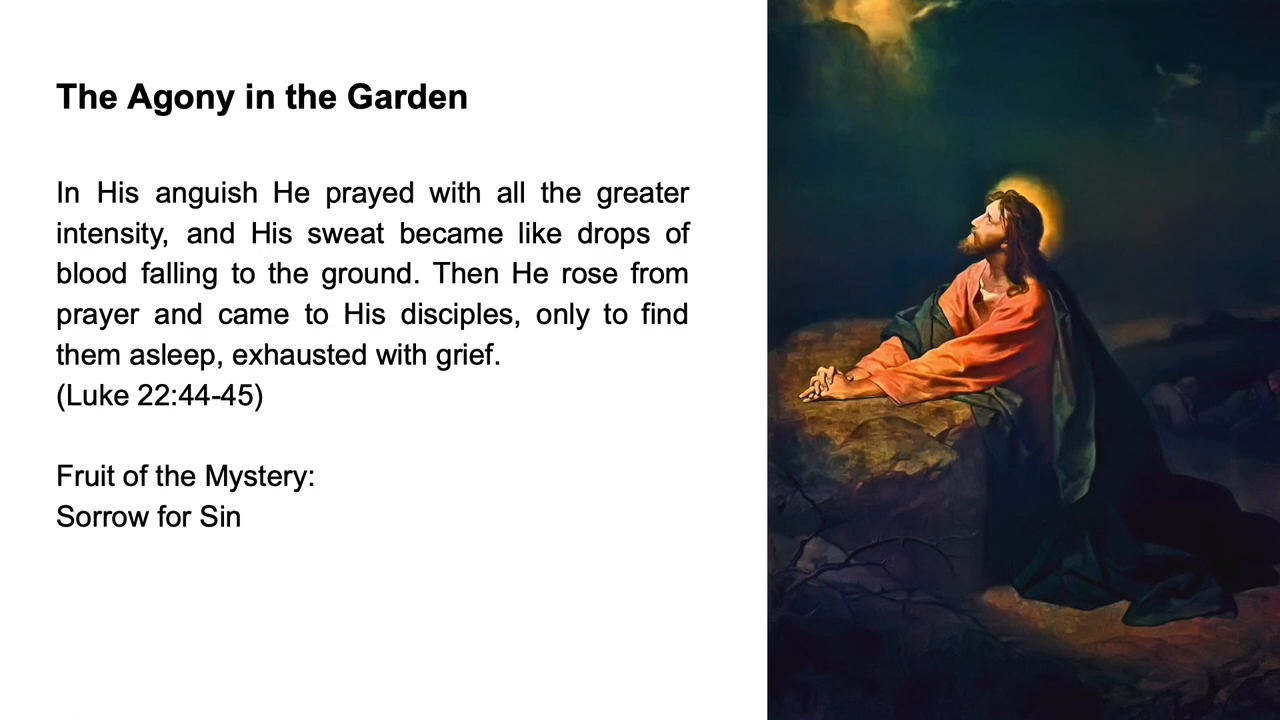 The Agony in the Garden
In His anguish He prayed with all the greater
intensity, and His sweat became like drops of
blood falling to the ground. Then He rose from
prayer and came to His disciples, only to find
them asleep, exhausted with grief.
(Luke 22:44-45)
Fruit of the Mystery:
Sorrow for Sin